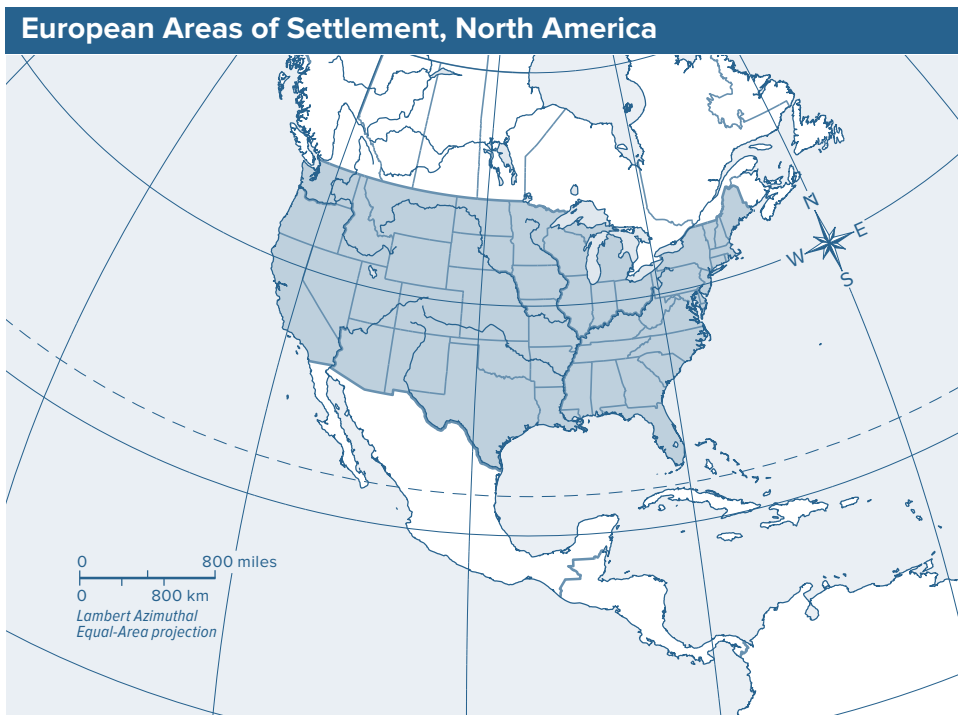 European Areas of Settlement, North America
N
W
E
S
0 800 miles
0 800 km
Lambert Azimuthal
Equal-Area projection